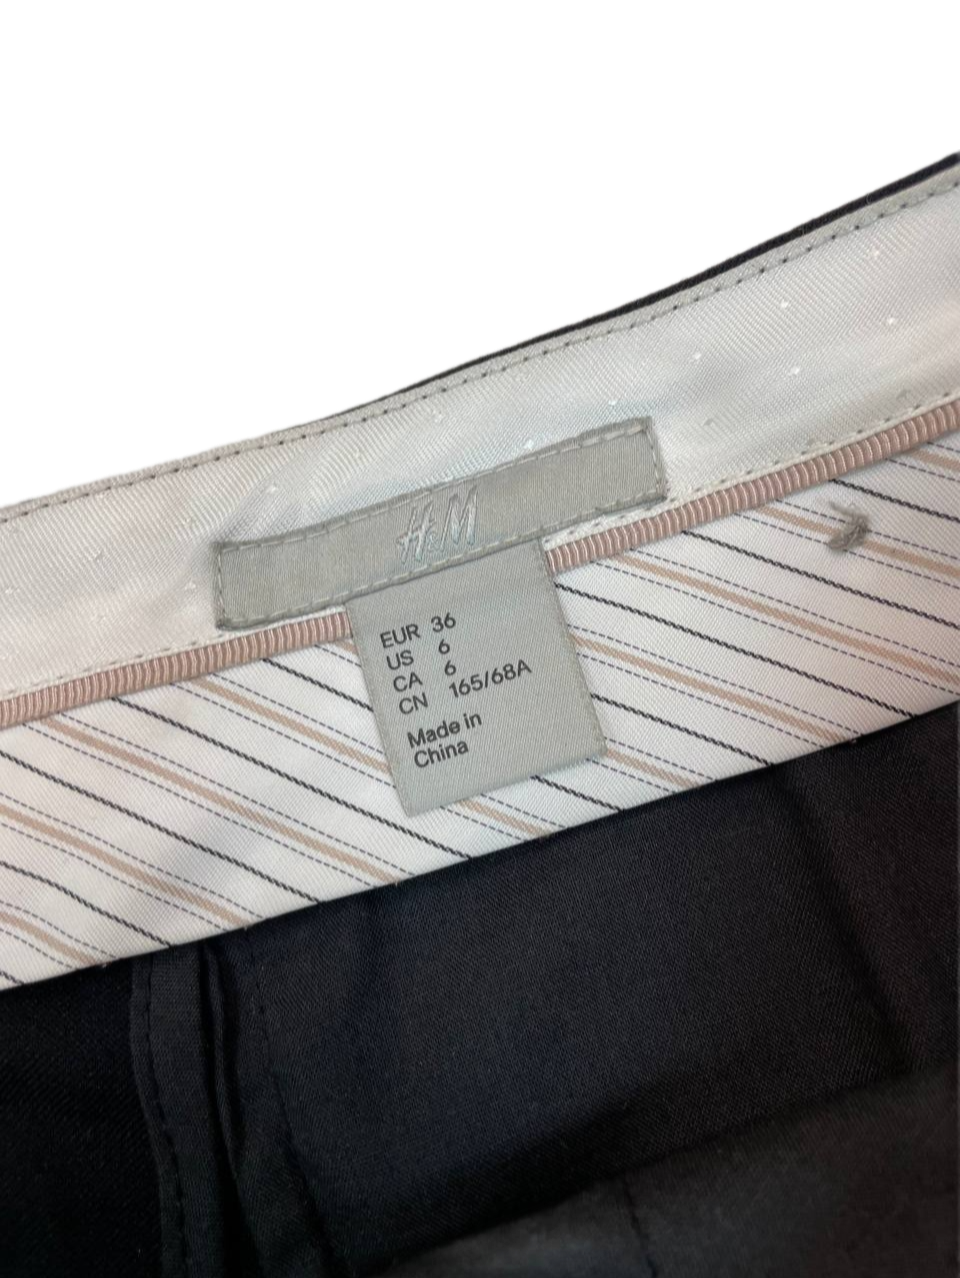 H&M
EUR 36
US 6
CA 6
CN 165/68A
Made in
China